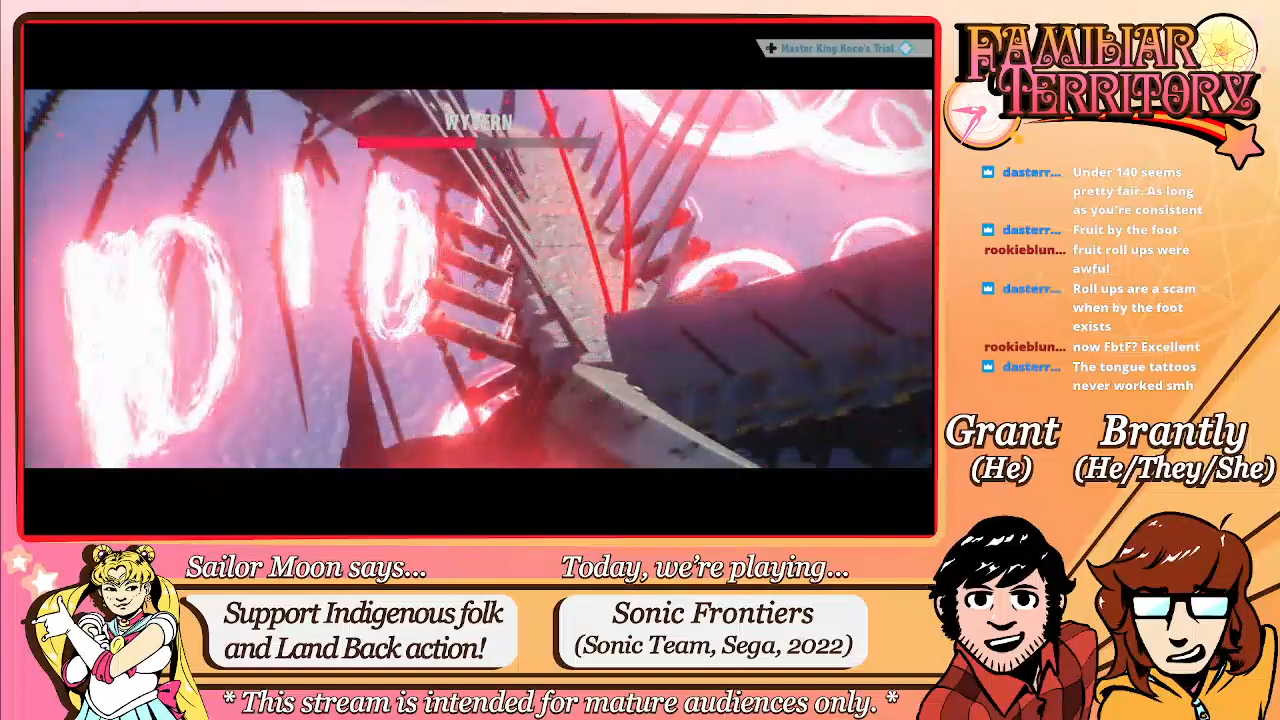 Master King Koco's Trial
WYVERN
FAMILIAR
TERRITORY
dasterr... Under 140 seems
pretty fair. As long
as you're consistent
dasterr... Fruit by the foot
rookieblun... fruit roll ups were
awful
dasterr... Roll ups are a scam
when by the foot
exists
rookieblun... now FbtF? Excellent
dasterr... The tongue tattoos
never worked smh
Grant
(He)
Brantly
(He/They/She)
Sailor Moon says...
Support Indigenous folk
and Land Back action!
Today, we're playing...
Sonic Frontiers
(Sonic Team, Sega, 2022)
* This stream is intended for mature audiences only. *